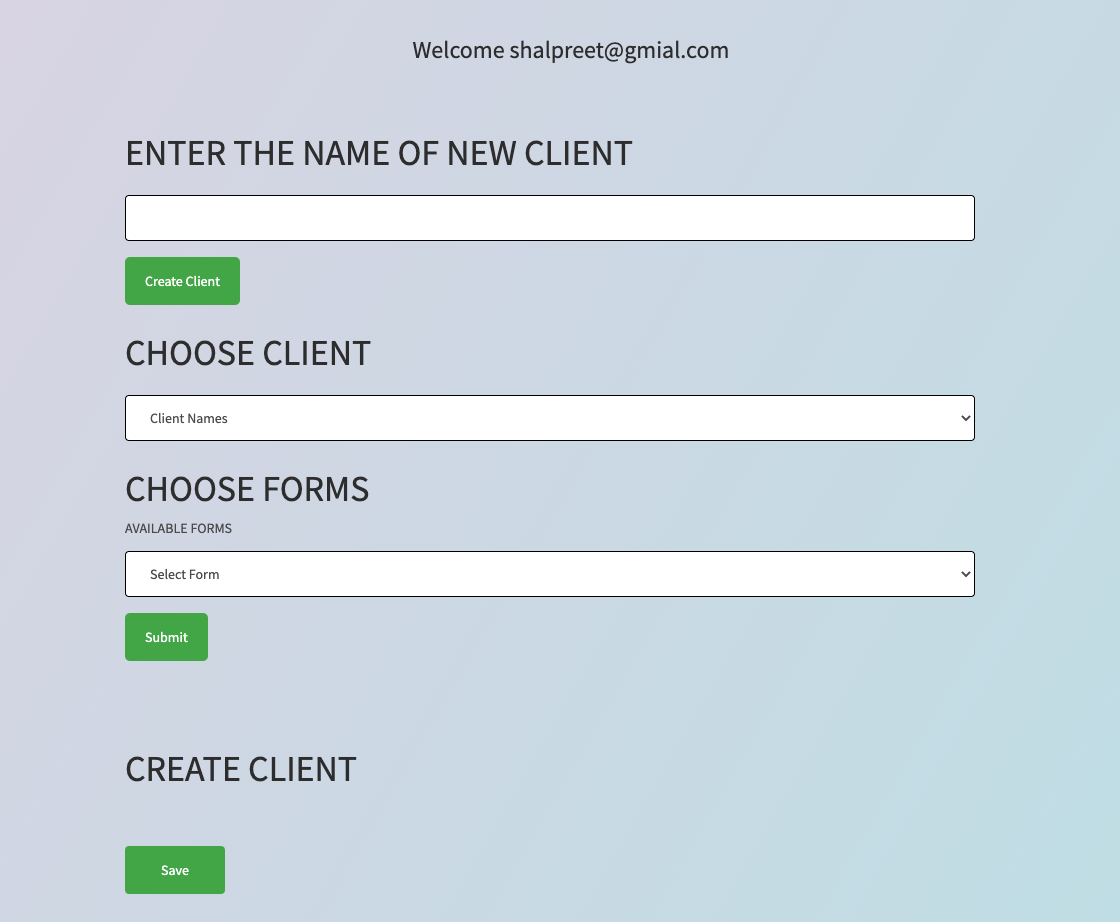 Welcome shalpreet@gmial.com
ENTER THE NAME OF NEW CLIENT
Create Client
CHOOSE CLIENT
Client Names
CHOOSE FORMS
AVAILABLE FORMS
Select Form
Submit
CREATE CLIENT
Save